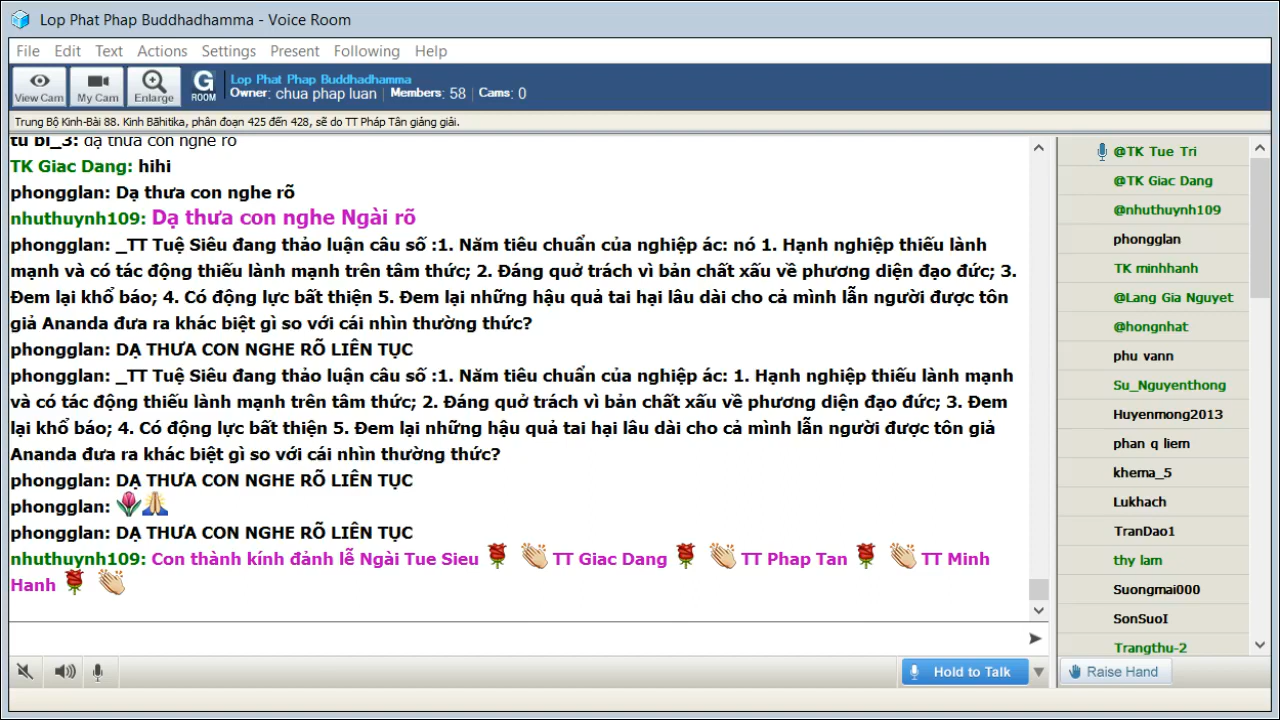 Lop Phat Phap Buddhadhamma - Voice Room
File Edit Text Actions Settings Present Following Help
View Cam My Cam Enlarge G ROOM
Lop Phat Phap Buddhadhamma
Owner: chua phap luan Members: 58 Cams: 0
Trung Bộ Kinh-Bài 88. Kinh Bāhitika, phân đoạn 425 đến 428, sẽ do TT Pháp Tân giảng giải.
tu bi_3: dạ thưa con nghe rõ
TK Giac Dang: hihi
phongglan: Dạ thưa con nghe rõ
nhuthuynh109: Dạ thưa con nghe Ngài rõ
phongglan: _TT Tuệ Siêu đang thảo luận câu số :1. Năm tiêu chuẩn của nghiệp ác: nó 1. Hạnh nghiệp thiếu lành
mạnh và có tác động thiếu lành mạnh trên tâm thức; 2. Đáng quở trách vì bản chất xấu về phương diện đạo đức; 3.
Đem lại khổ báo; 4. Có động lực bất thiện 5. Đem lại những hậu quả tai hại lâu dài cho cả mình lẫn người được tôn
giả Ananda đưa ra khác biệt gì so với cái nhìn thường thức?
phongglan: DẠ THƯA CON NGHE RÕ LIÊN TỤC
phongglan: _TT Tuệ Siêu đang thảo luận câu số :1. Năm tiêu chuẩn của nghiệp ác: 1. Hạnh nghiệp thiếu lành mạnh
và có tác động thiếu lành mạnh trên tâm thức; 2. Đáng quở trách vì bản chất xấu về phương diện đạo đức; 3. Đem
lại khổ báo; 4. Có động lực bất thiện 5. Đem lại những hậu quả tai hại lâu dài cho cả mình lẫn người được tôn giả
Ananda đưa ra khác biệt gì so với cái nhìn thường thức?
phongglan: DẠ THƯA CON NGHE RÕ LIÊN TỤC
phongglan: 🌷🙏
phongglan: DẠ THƯA CON NGHE RÕ LIÊN TỤC
nhuthuynh109: Con thành kính đảnh lễ Ngài Tue Sieu 🌹 👏 TT Giac Dang 🌹 👏 TT Phap Tan 🌹 👏 TT Minh
Hanh 🌹 👏
@TK Tue Tri
@TK Giac Dang
@nhuthuynh109
phongglan
TK minhhanh
@Lang Gia Nguyet
@hongnhat
phu vann
Su_Nguyenthong
Huyenmong2013
phan q liem
khema_5
Lukhach
TranDao1
thy lam
Suongmai000
SonSuoI
Trangthu-2
Hold to Talk
Raise Hand